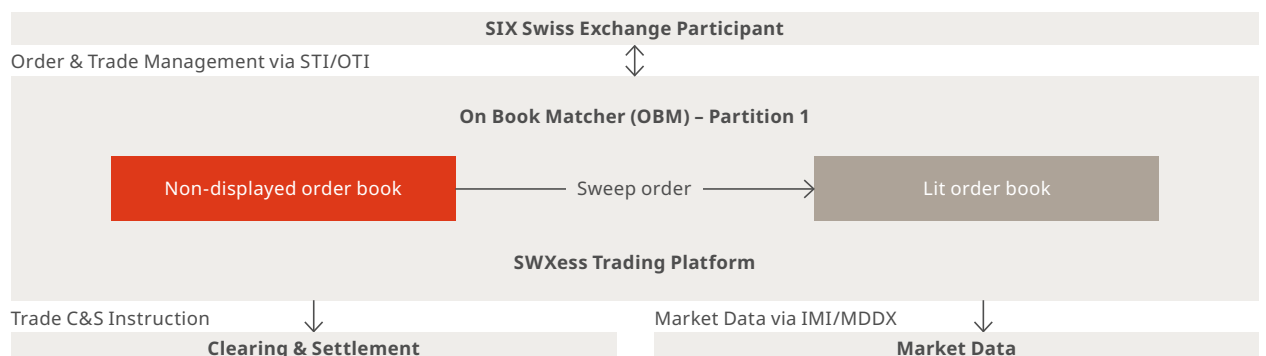 SIX Swiss Exchange Participant
Order & Trade Management via STI/OTI
On Book Matcher (OBM) – Partition 1
Non-displayed order book
Sweep order
Lit order book
SWXess Trading Platform
Trade C&S Instruction
Market Data via IMI/MDDX
Clearing & Settlement
Market Data